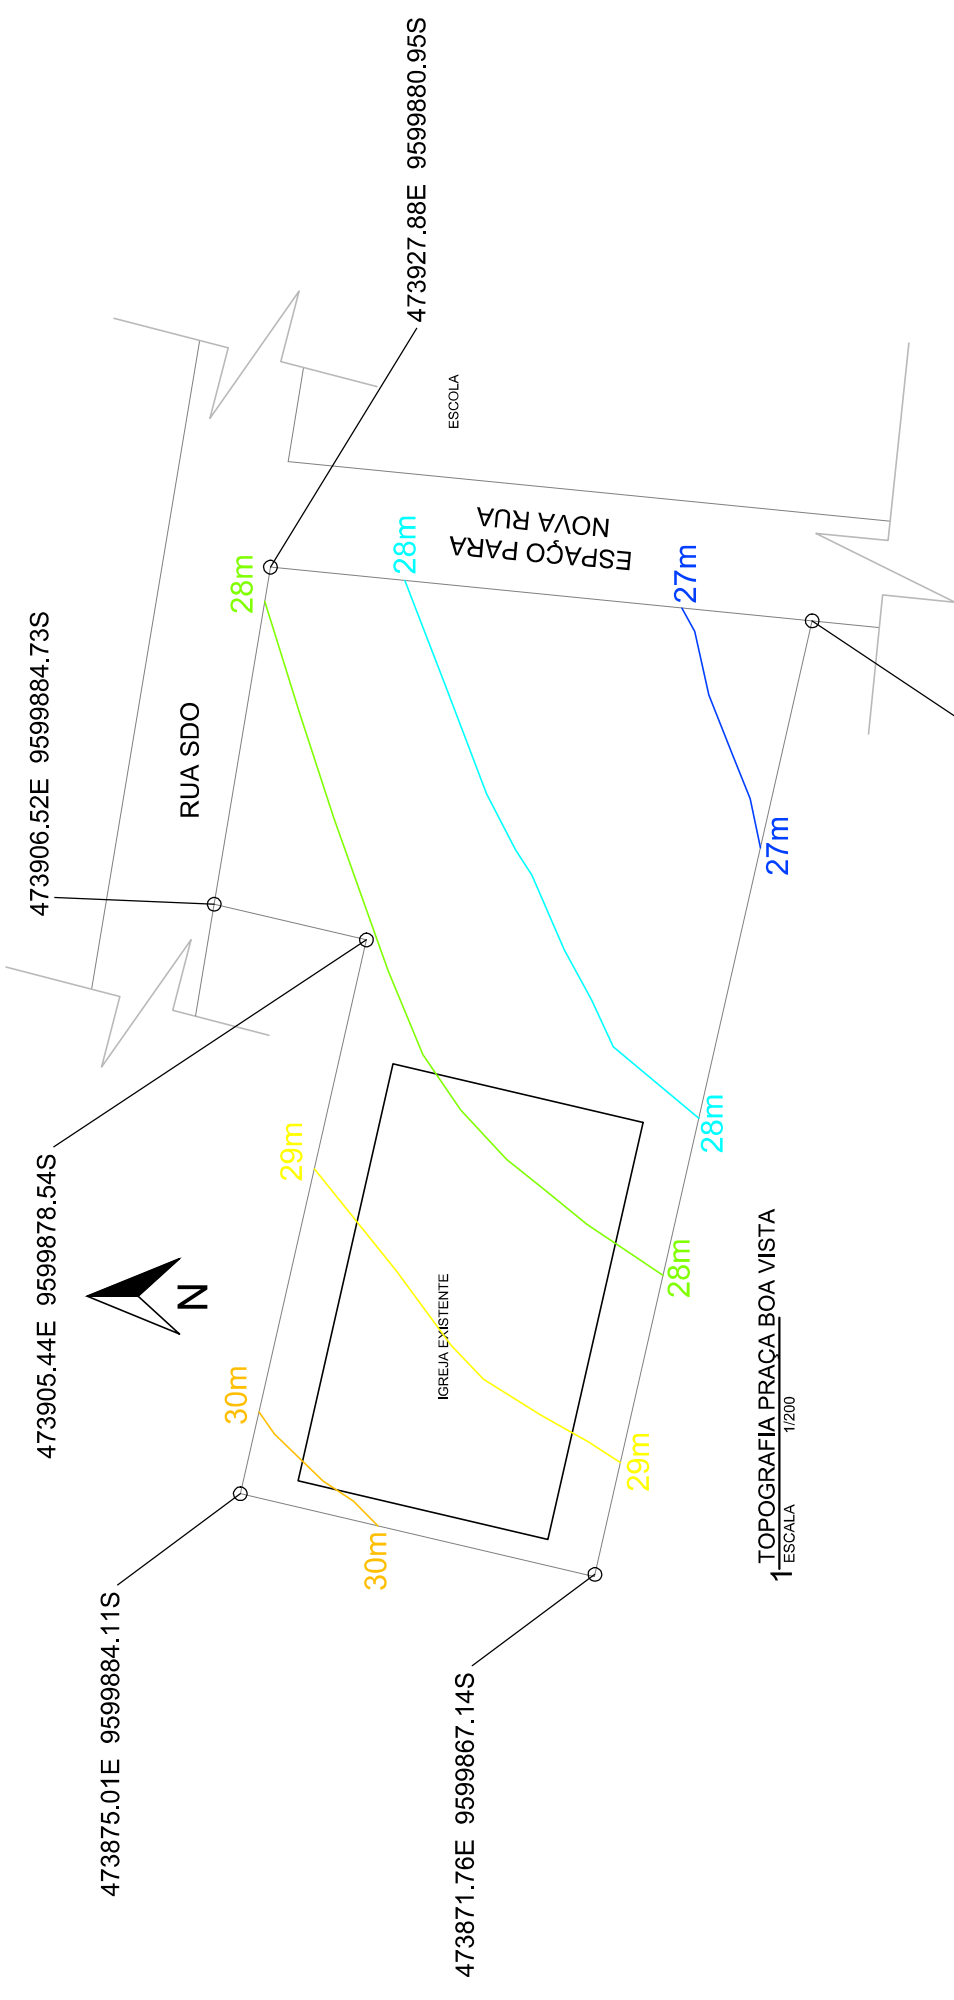 473906.52E  9599884.73S
473927.88E  9599880.95S
473905.44E  9599878.54S
473875.01E  9599884.11S
473871.76E  9599867.14S
RUA SDO
ESCOLA
ESPAÇO PARA
NOVA RUA
N
30m
30m
29m
29m
28m
28m
28m
28m
27m
27m
IGREJA EXISTENTE
1
TOPOGRAFIA PRAÇA BOA VISTA
ESCALA 1/200